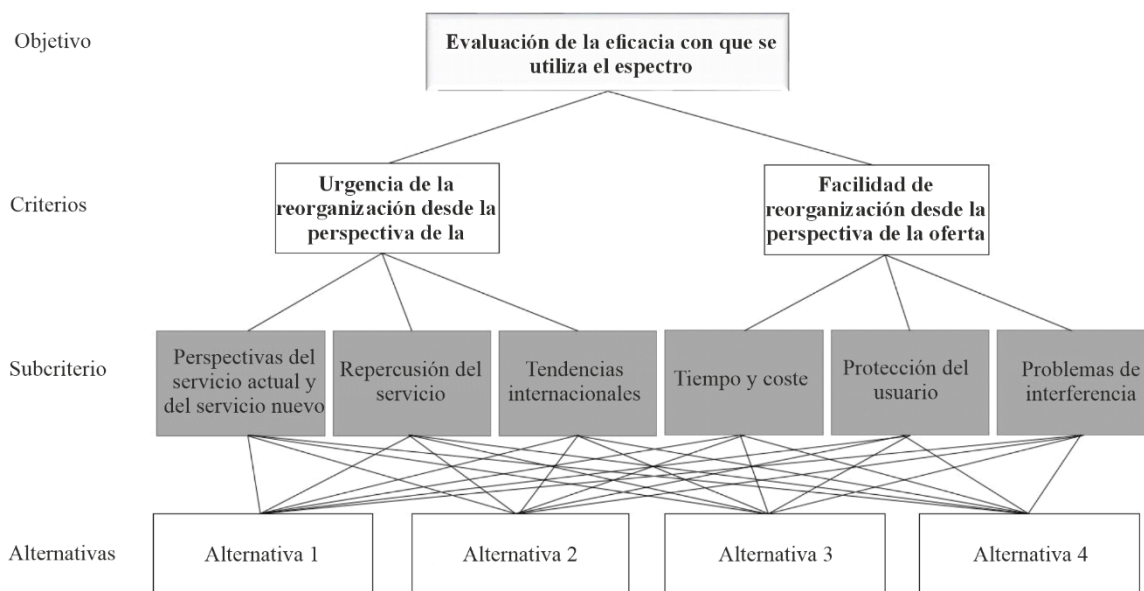 Objetivo
Evaluación de la eficacia con que se
utiliza el espectro
Criterios
Urgencia de la
reorganización desde la
perspectiva de la
Facilidad de
reorganización desde la
perspectiva de la oferta
Subcriterio
Perspectivas del
servicio actual y
del servicio nuevo
Repercusión del
servicio
Tendencias
internacionales
Tiempo y coste
Protección del
usuario
Problemas de
interferencia
Alternativas
Alternativa 1
Alternativa 2
Alternativa 3
Alternativa 4